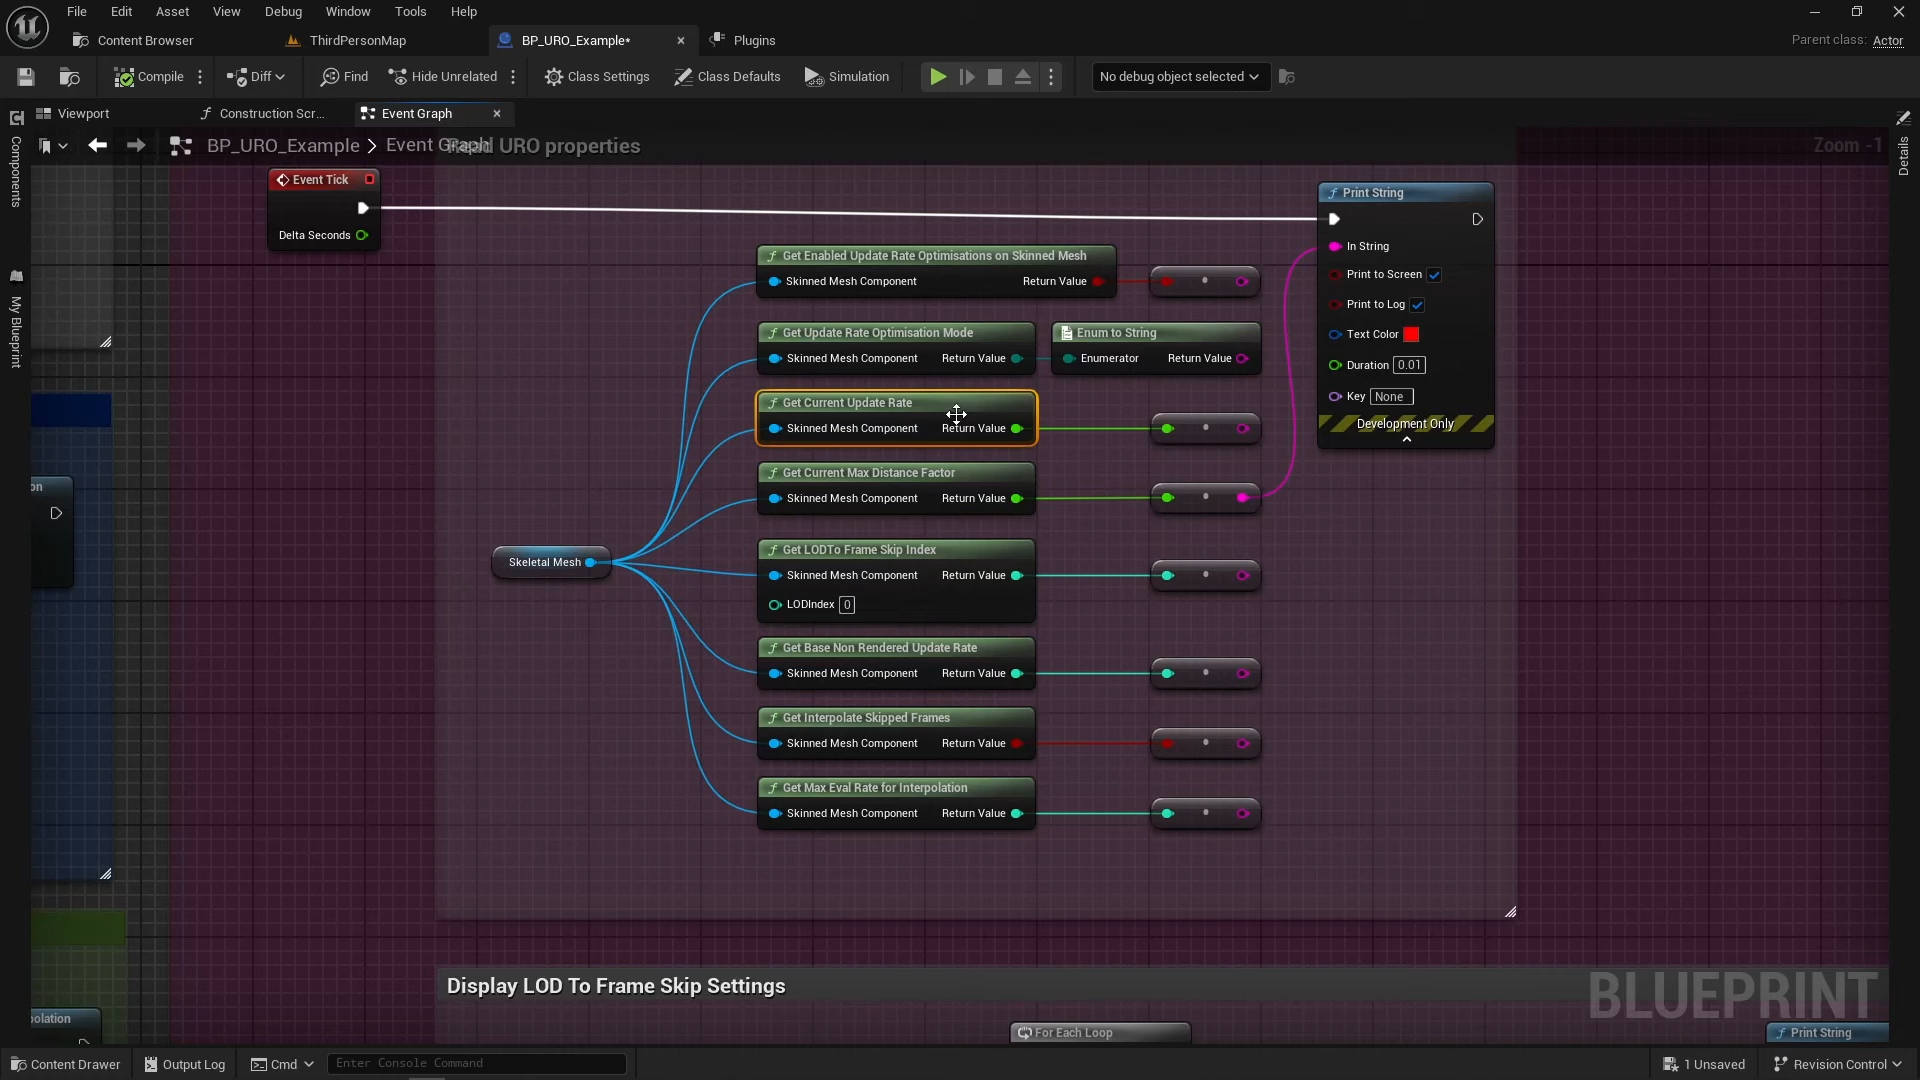 File Edit Asset View Debug Window Tools Help
Content Browser ThirdPersonMap BP_URO_Example* Plugins Parent class: Actor
Compile Diff Find Hide Unrelated Class Settings Class Defaults Simulation No debug object selected
Viewport Construction Scr... Event Graph
BP_URO_Example > Event Graph URO properties Zoom -1
Components
My Blueprint
Details
Event Tick
Delta Seconds
Print String
In String
Print to Screen
Print to Log
Text Color
Duration 0.01
Key None
Development Only
Get Enabled Update Rate Optimisations on Skinned Mesh
Skinned Mesh Component Return Value
Get Update Rate Optimisation Mode
Skinned Mesh Component Return Value
Enum to String
Enumerator Return Value
Get Current Update Rate
Skinned Mesh Component Return Value
Get Current Max Distance Factor
Skinned Mesh Component Return Value
Skeletal Mesh
Get LODTo Frame Skip Index
Skinned Mesh Component Return Value
LODIndex 0
Get Base Non Rendered Update Rate
Skinned Mesh Component Return Value
Get Interpolate Skipped Frames
Skinned Mesh Component Return Value
Get Max Eval Rate for Interpolation
Skinned Mesh Component Return Value
on
Display LOD To Frame Skip Settings
BLUEPRINT
polation
For Each Loop
Print String
Content Drawer Output Log Cmd Enter Console Command 1 Unsaved Revision Control